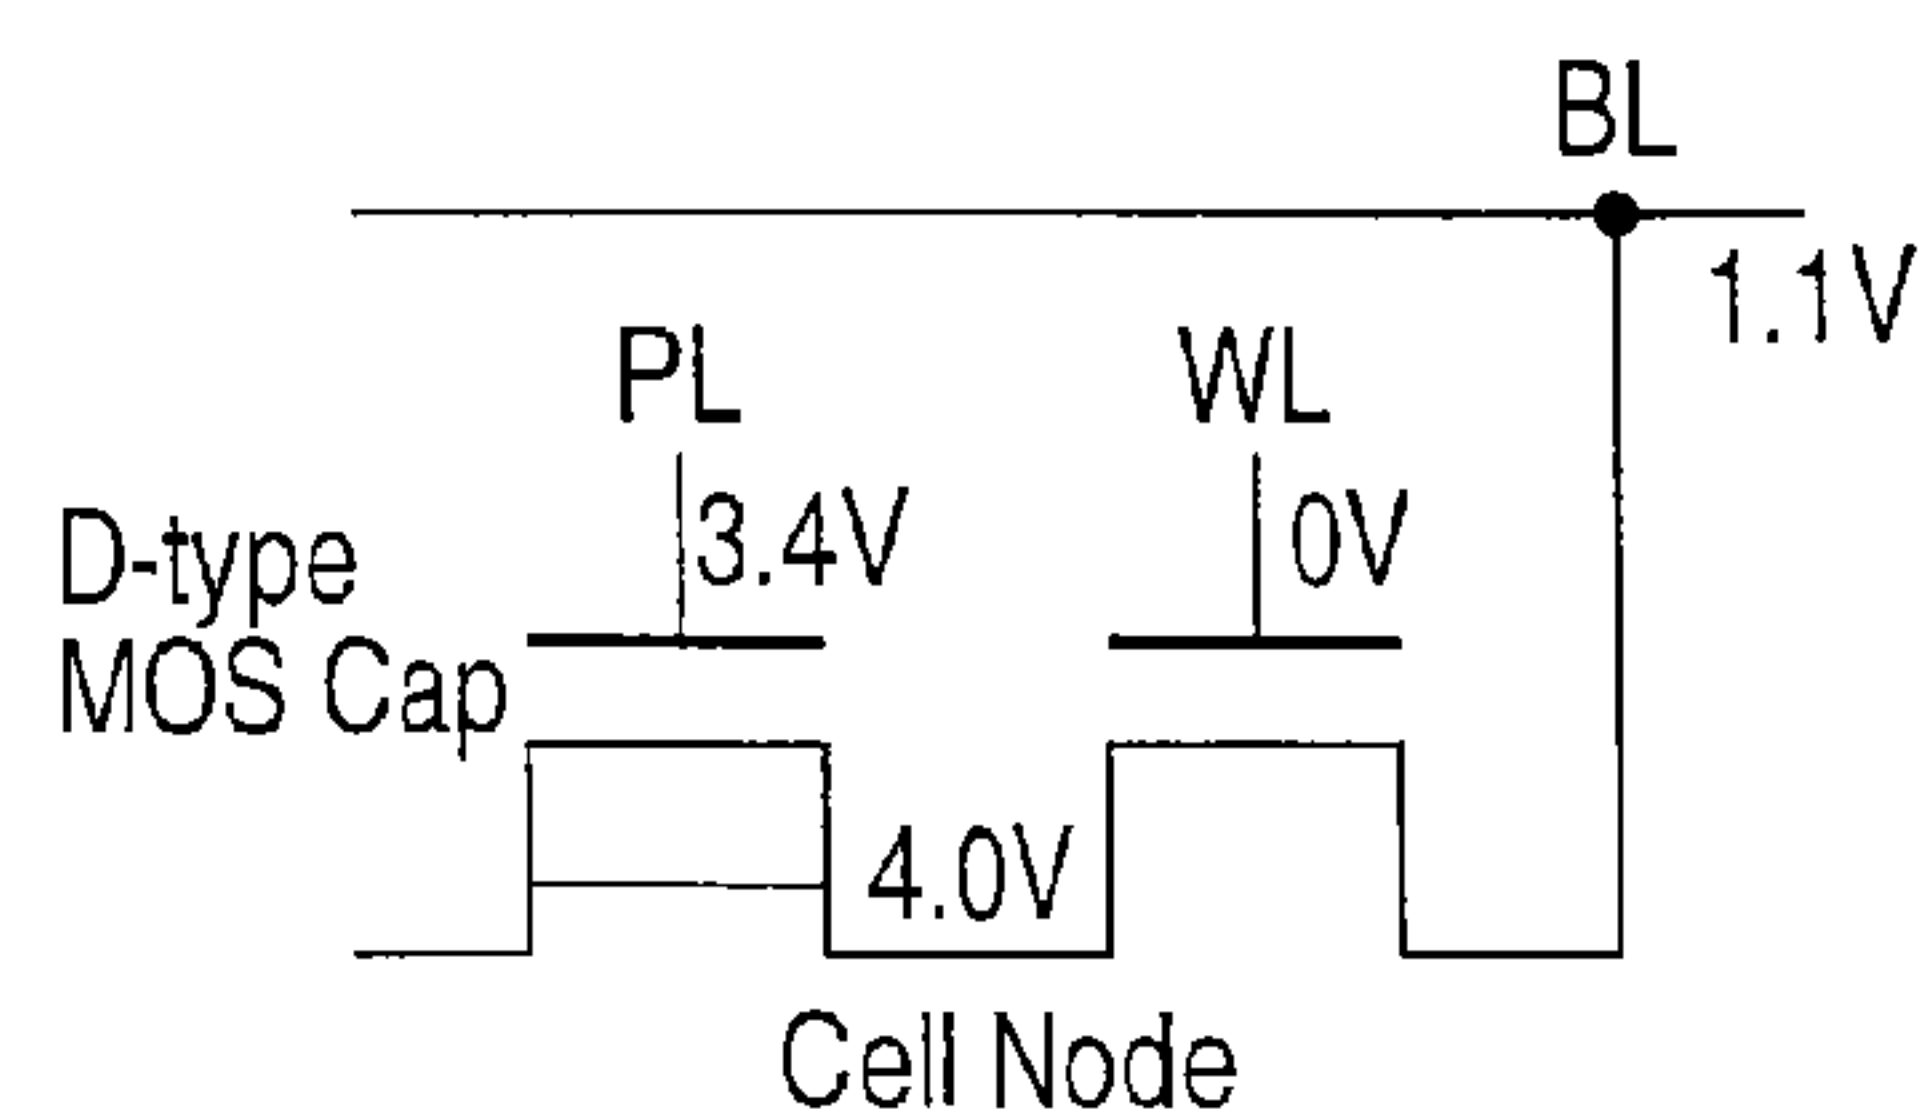 BL
1.1V
PL
WL
3.4V
0V
D-type
MOS Cap
4.0V
Cell Node